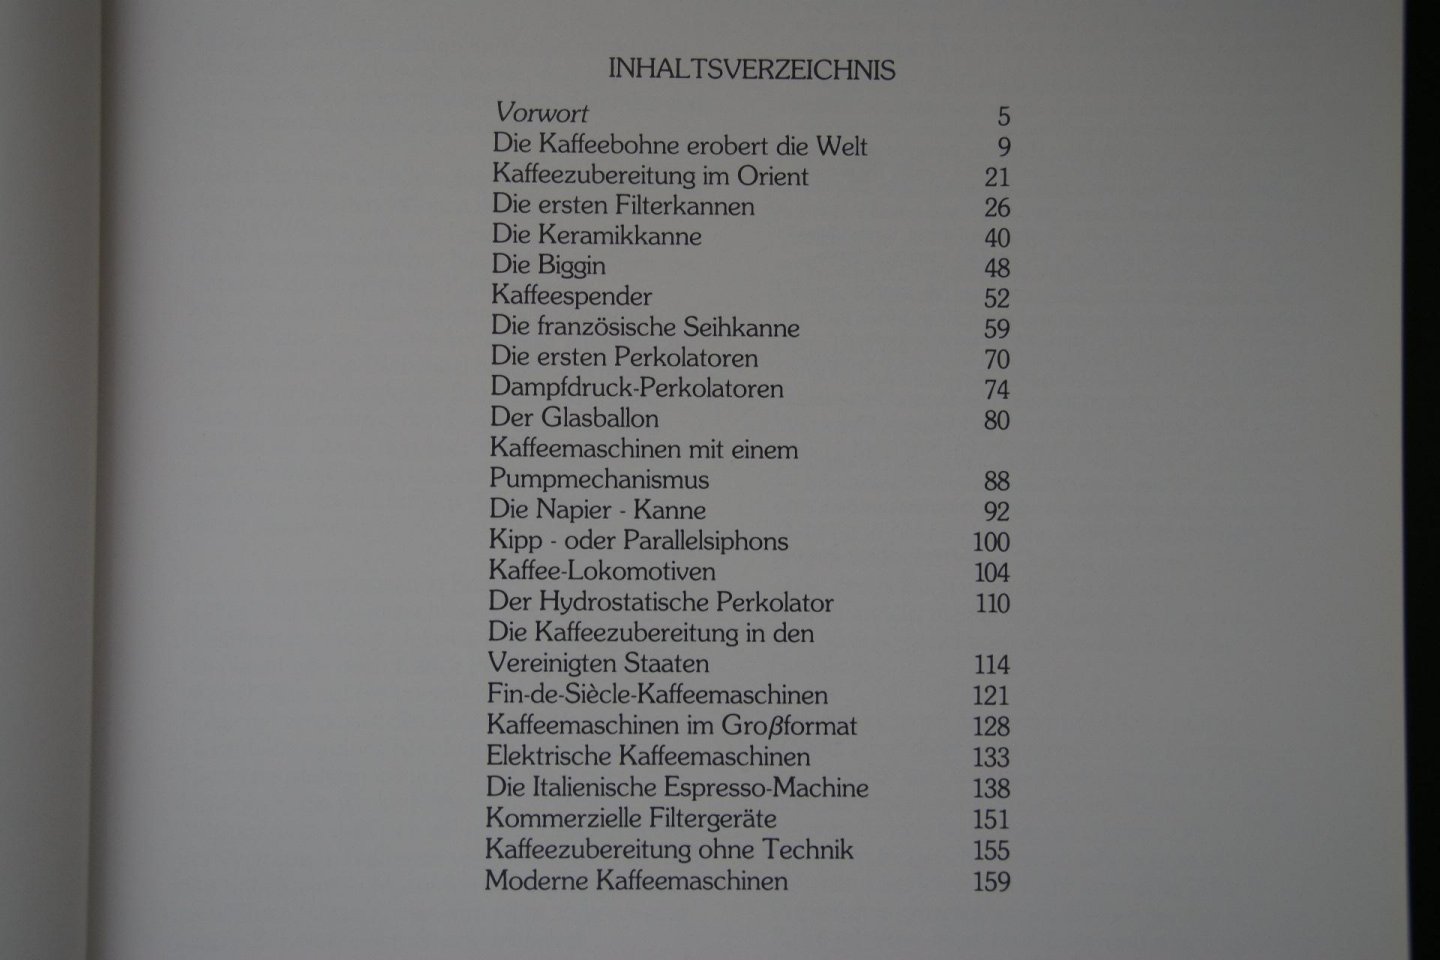 INHALTSVERZEICHNIS
Vorwort 5
Die Kaffeebohne erobert die Welt 9
Kaffeezubereitung im Orient 21
Die ersten Filterkannen 26
Die Keramikkanne 40
Die Biggin 48
Kaffeespender 52
Die französische Seihkanne 59
Die ersten Perkolatoren 70
Dampfdruck-Perkolatoren 74
Der Glasballon 80
Kaffeemaschinen mit einem
Pumpmechanismus 88
Die Napier - Kanne 92
Kipp - oder Parallelsiphons 100
Kaffee-Lokomotiven 104
Der Hydrostatische Perkolator 110
Die Kaffeezubereitung in den
Vereinigten Staaten 114
Fin-de-Siècle-Kaffeemaschinen 121
Kaffeemaschinen im Großformat 128
Elektrische Kaffeemaschinen 133
Die Italienische Espresso-Machine 138
Kommerzielle Filtergeräte 151
Kaffeezubereitung ohne Technik 155
Moderne Kaffeemaschinen 159